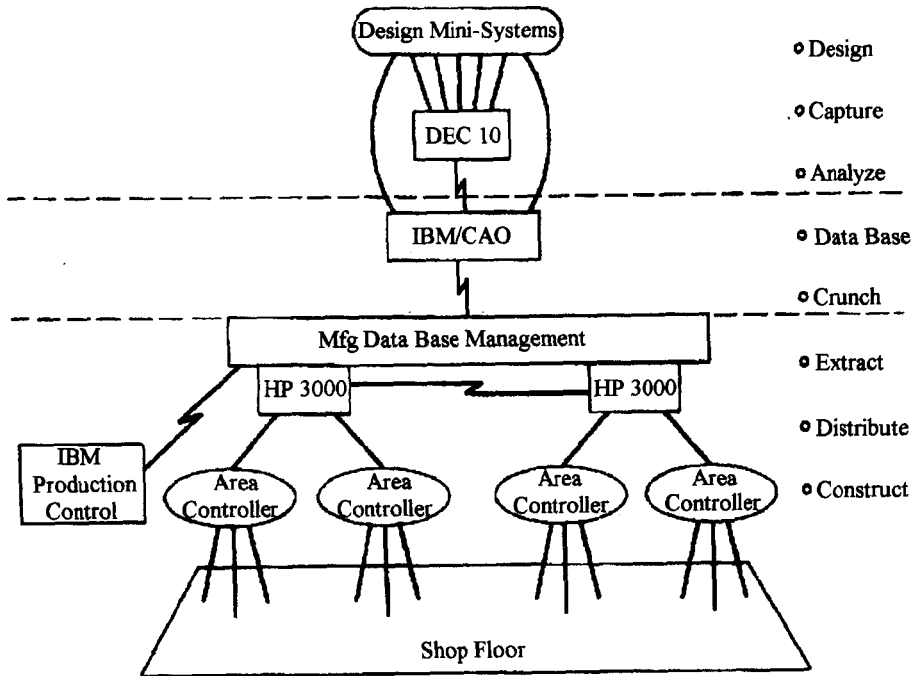 Design Mini-Systems
DEC 10
IBM/CAO
Mfg Data Base Management
HP 3000
HP 3000
IBM
Production
Control
Area
Controller
Area
Controller
Area
Controller
Area
Controller
Shop Floor
Design
Capture
Analyze
Data Base
Crunch
Extract
Distribute
Construct